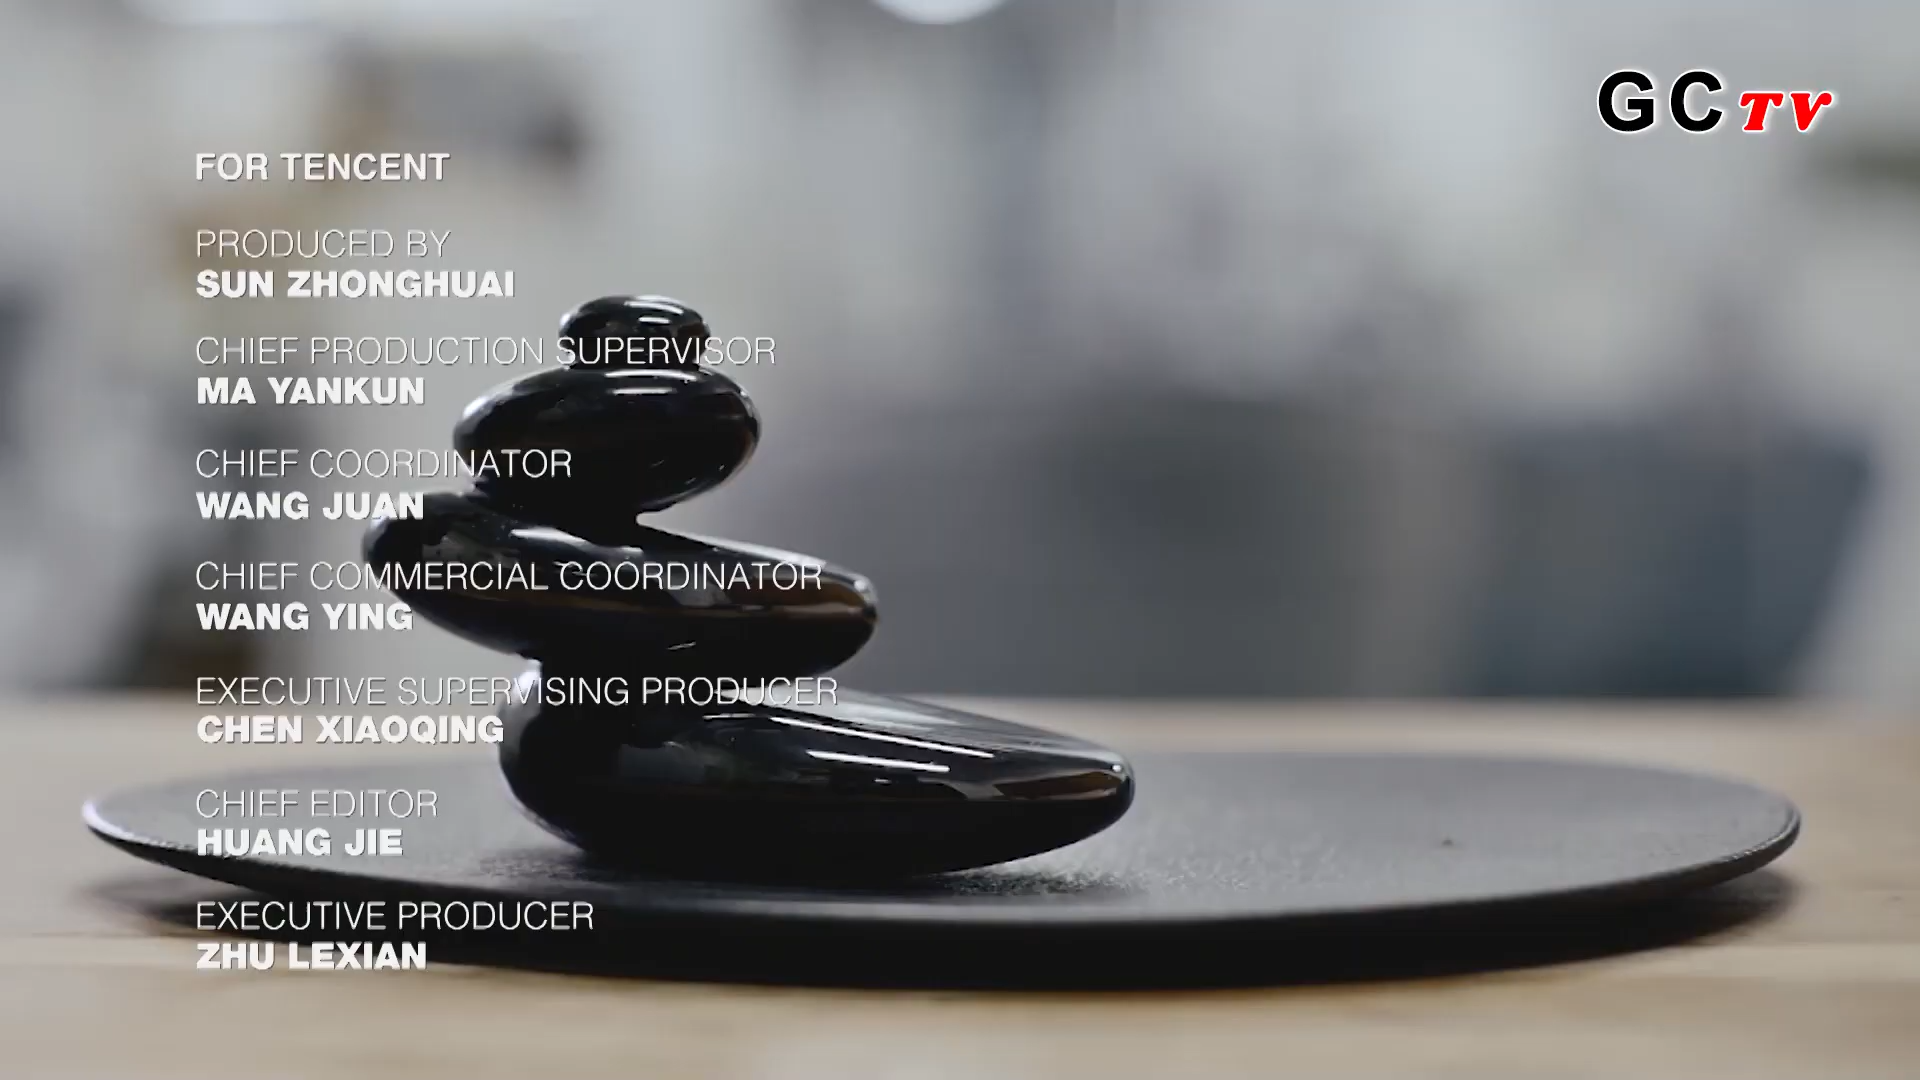 GCTV
FOR TENCENT
PRODUCED BY
SUN ZHONGHUAI
CHIEF PRODUCTION SUPERVISOR
MA YANKUN
CHIEF COORDINATOR
WANG JUAN
CHIEF COMMERCIAL COORDINATOR
WANG YING
EXECUTIVE SUPERVISING PRODUCER
CHEN XIAOQING
CHIEF EDITOR
HUANG JIE
EXECUTIVE PRODUCER
ZHU LEXIAN